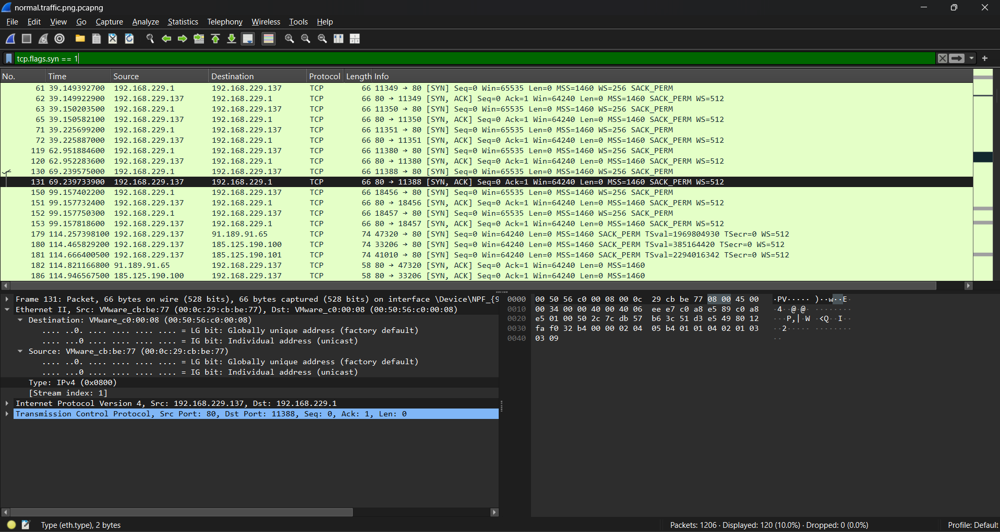 normal.traffic.png.pcapng
File Edit View Go Capture Analyze Statistics Telephony Wireless Tools Help
tcp.flags.syn == 1
No. Time Source Destination Protocol Length Info
61 39.149392700 192.168.229.1 192.168.229.137 TCP 66 11349 → 80 [SYN] Seq=0 Win=65535 Len=0 MSS=1460 WS=256 SACK_PERM
62 39.149922900 192.168.229.137 192.168.229.1 TCP 66 80 → 11349 [SYN, ACK] Seq=0 Ack=1 Win=64240 Len=0 MSS=1460 SACK_PERM WS=512
63 39.150203500 192.168.229.1 192.168.229.137 TCP 66 11350 → 80 [SYN] Seq=0 Win=65535 Len=0 MSS=1460 WS=256 SACK_PERM
65 39.150582100 192.168.229.137 192.168.229.1 TCP 66 80 → 11350 [SYN, ACK] Seq=0 Ack=1 Win=64240 Len=0 MSS=1460 SACK_PERM WS=512
71 39.225699200 192.168.229.1 192.168.229.137 TCP 66 11351 → 80 [SYN] Seq=0 Win=65535 Len=0 MSS=1460 WS=256 SACK_PERM
72 39.225887000 192.168.229.137 192.168.229.1 TCP 66 80 → 11351 [SYN, ACK] Seq=0 Ack=1 Win=64240 Len=0 MSS=1460 SACK_PERM WS=512
119 62.951884600 192.168.229.1 192.168.229.137 TCP 66 11380 → 80 [SYN] Seq=0 Win=65535 Len=0 MSS=1460 WS=256 SACK_PERM
120 62.952283600 192.168.229.137 192.168.229.1 TCP 66 80 → 11380 [SYN, ACK] Seq=0 Ack=1 Win=64240 Len=0 MSS=1460 SACK_PERM WS=512
130 69.239575000 192.168.229.1 192.168.229.137 TCP 66 11388 → 80 [SYN] Seq=0 Win=65535 Len=0 MSS=1460 WS=256 SACK_PERM
131 69.239733900 192.168.229.137 192.168.229.1 TCP 66 80 → 11388 [SYN, ACK] Seq=0 Ack=1 Win=64240 Len=0 MSS=1460 SACK_PERM WS=512
150 99.157402200 192.168.229.1 192.168.229.137 TCP 66 18456 → 80 [SYN] Seq=0 Win=65535 Len=0 MSS=1460 WS=256 SACK_PERM
151 99.157732400 192.168.229.137 192.168.229.1 TCP 66 80 → 18456 [SYN, ACK] Seq=0 Ack=1 Win=64240 Len=0 MSS=1460 SACK_PERM WS=512
152 99.157750300 192.168.229.1 192.168.229.137 TCP 66 18457 → 80 [SYN] Seq=0 Win=65535 Len=0 MSS=1460 WS=256 SACK_PERM
153 99.157818600 192.168.229.137 192.168.229.1 TCP 66 80 → 18457 [SYN, ACK] Seq=0 Ack=1 Win=64240 Len=0 MSS=1460 SACK_PERM WS=512
179 114.257398100 192.168.229.137 91.189.91.65 TCP 74 47320 → 80 [SYN] Seq=0 Win=64240 Len=0 MSS=1460 SACK_PERM TSval=1969804930 TSecr=0 WS=512
180 114.465829200 192.168.229.137 185.125.190.100 TCP 74 33206 → 80 [SYN] Seq=0 Win=64240 Len=0 MSS=1460 SACK_PERM TSval=385164420 TSecr=0 WS=512
181 114.666400500 192.168.229.137 185.125.190.101 TCP 74 41010 → 80 [SYN] Seq=0 Win=64240 Len=0 MSS=1460 SACK_PERM TSval=2294016342 TSecr=0 WS=512
182 114.821166800 91.189.91.65 192.168.229.137 TCP 58 80 → 47320 [SYN, ACK] Seq=0 Ack=1 Win=64240 Len=0 MSS=1460
186 114.946567500 185.125.190.100 192.168.229.137 TCP 58 80 → 33206 [SYN, ACK] Seq=0 Ack=1 Win=64240 Len=0 MSS=1460
Frame 131: Packet, 66 bytes on wire (528 bits), 66 bytes captured (528 bits) on interface \Device\NPF_{9
Ethernet II, Src: VMware_cb:be:77 (00:0c:29:cb:be:77), Dst: VMware_c0:00:08 (00:50:56:c0:00:08)
Destination: VMware_c0:00:08 (00:50:56:c0:00:08)
.... ..0. .... .... .... .... = LG bit: Globally unique address (factory default)
.... ...0 .... .... .... .... = IG bit: Individual address (unicast)
Source: VMware_cb:be:77 (00:0c:29:cb:be:77)
.... ..0. .... .... .... .... = LG bit: Globally unique address (factory default)
.... ...0 .... .... .... .... = IG bit: Individual address (unicast)
Type: IPv4 (0x0800)
[Stream index: 1]
Internet Protocol Version 4, Src: 192.168.229.137, Dst: 192.168.229.1
Transmission Control Protocol, Src Port: 80, Dst Port: 11388, Seq: 0, Ack: 1, Len: 0
0000 00 50 56 c0 00 08 00 0c 29 cb be 77 08 00 45 00 ·PV····· )··w··E·
0010 00 34 00 00 40 00 40 06 ee e7 c0 a8 e5 89 c0 a8 ·4··@·@· ········
0020 e5 01 00 50 2c 7c db 57 b6 3c 51 d3 e5 49 80 12 ···P,|·W ·<Q··I··
0030 fa f0 32 b4 00 00 02 04 05 b4 01 01 04 02 01 03 ··2····· ········
0040 03 09 ··
Type (eth.type), 2 bytes
Packets: 1206 · Displayed: 120 (10.0%) · Dropped: 0 (0.0%)
Profile: Default